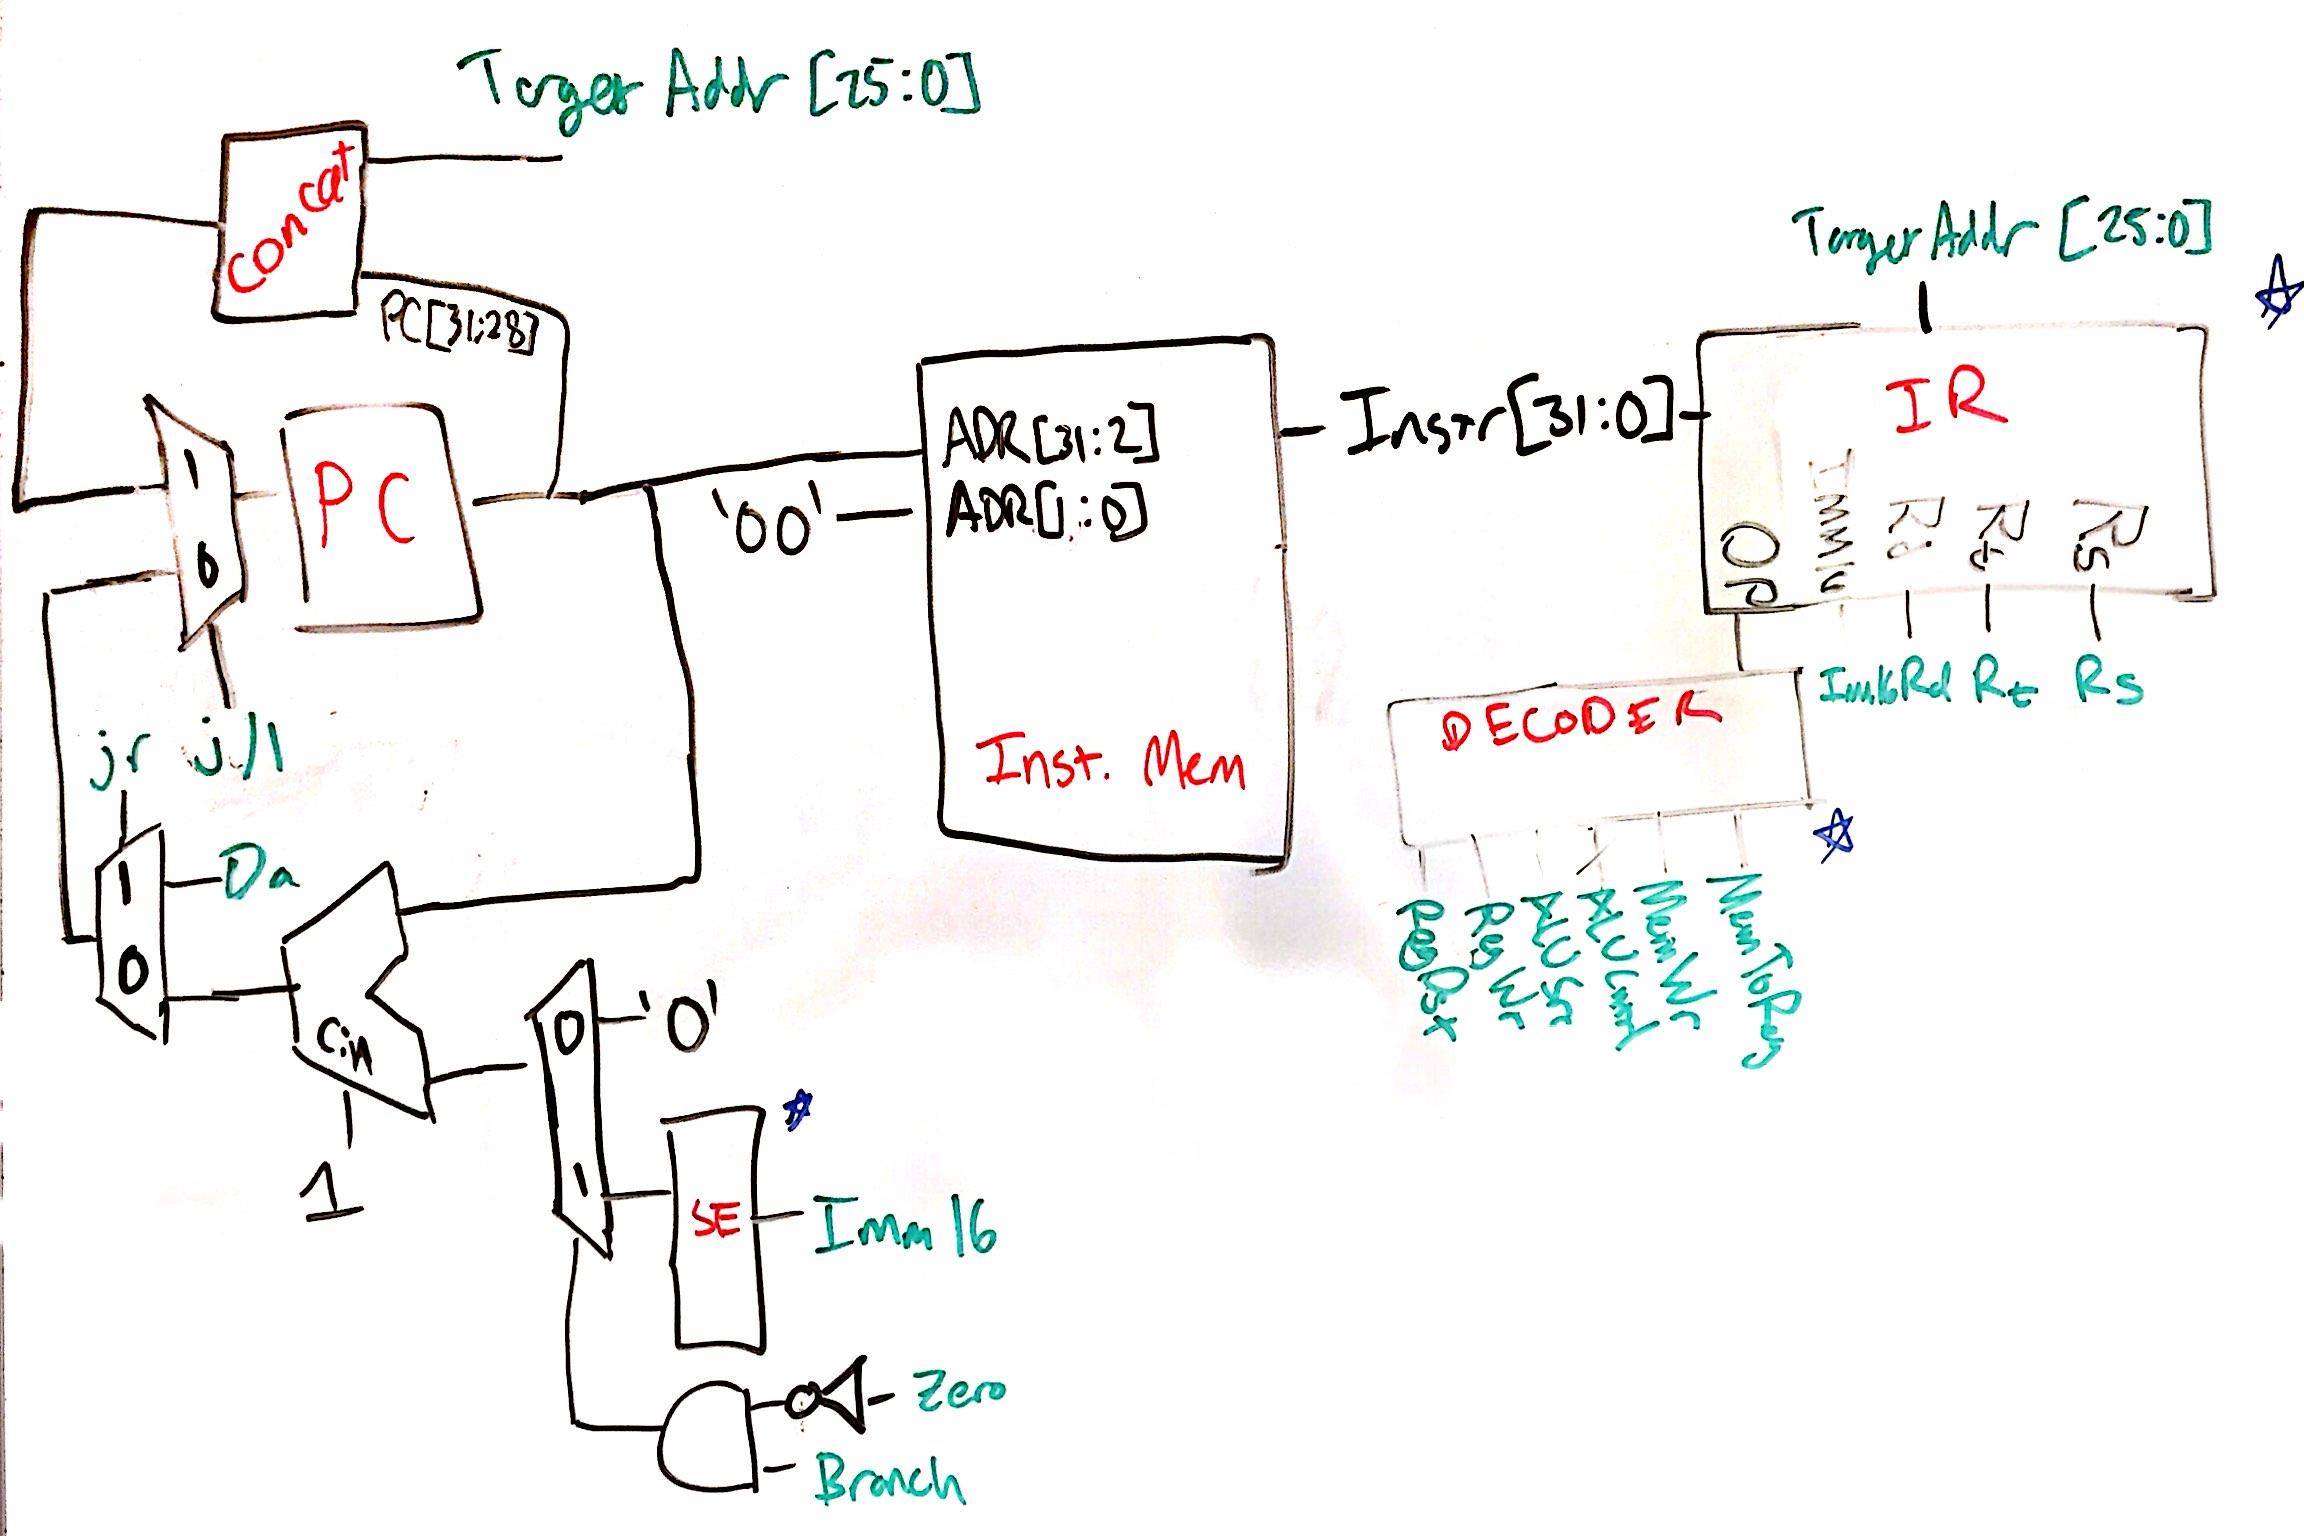 Target Addr [25:0]
concat
PC[31:28]
Target Addr [25:0]
1
0
PC
ADR[31:2]
'00'
ADR[1:0]
Inst. Mem
Instr[31:0]
IR
OP
IMM16
Rd
Rt
Rs
Imm16 Rd Rt Rs
DECODER
RegDst
RegWr
ALUSrc
ALUCntrl
MemWr
MemToReg
jr j/1
1
Da
0
Cin
1
0
'0'
1
SE
Imm16
Zero
Branch